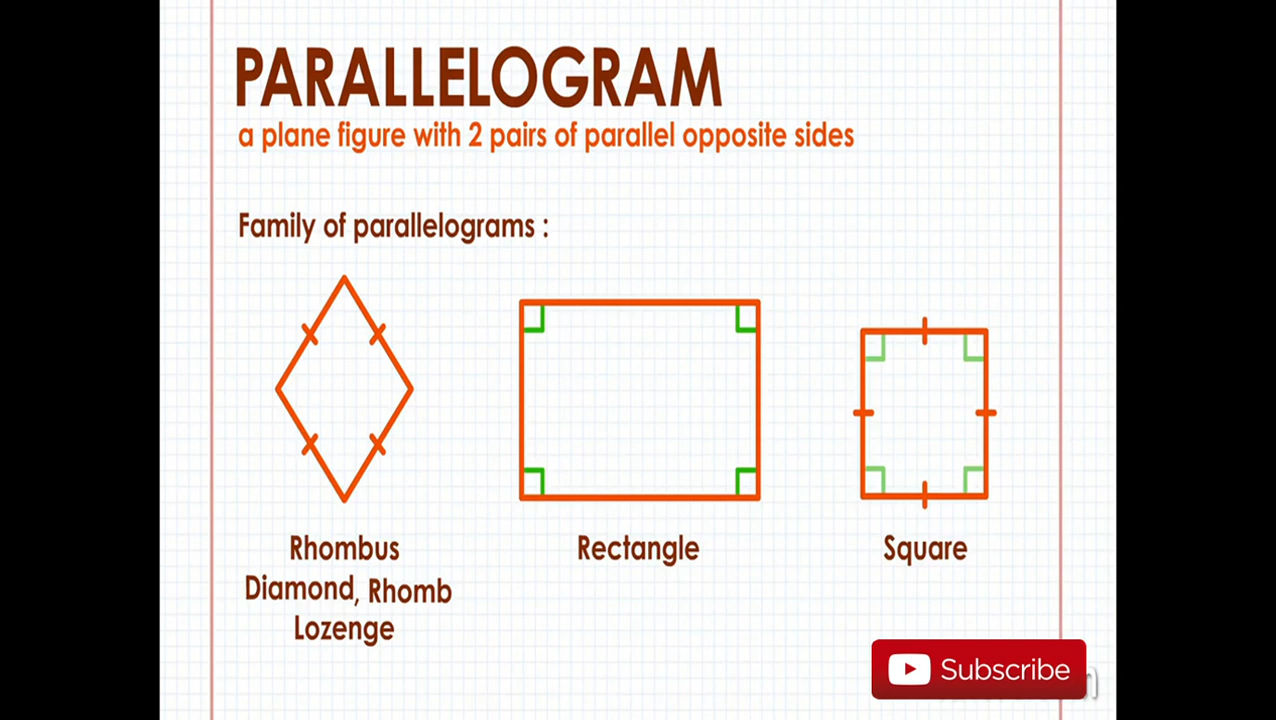 PARALLELOGRAM
a plane figure with 2 pairs of parallel opposite sides
Family of parallelograms :
Rhombus
Diamond, Rhomb
Lozenge
Rectangle
Square
Subscribe